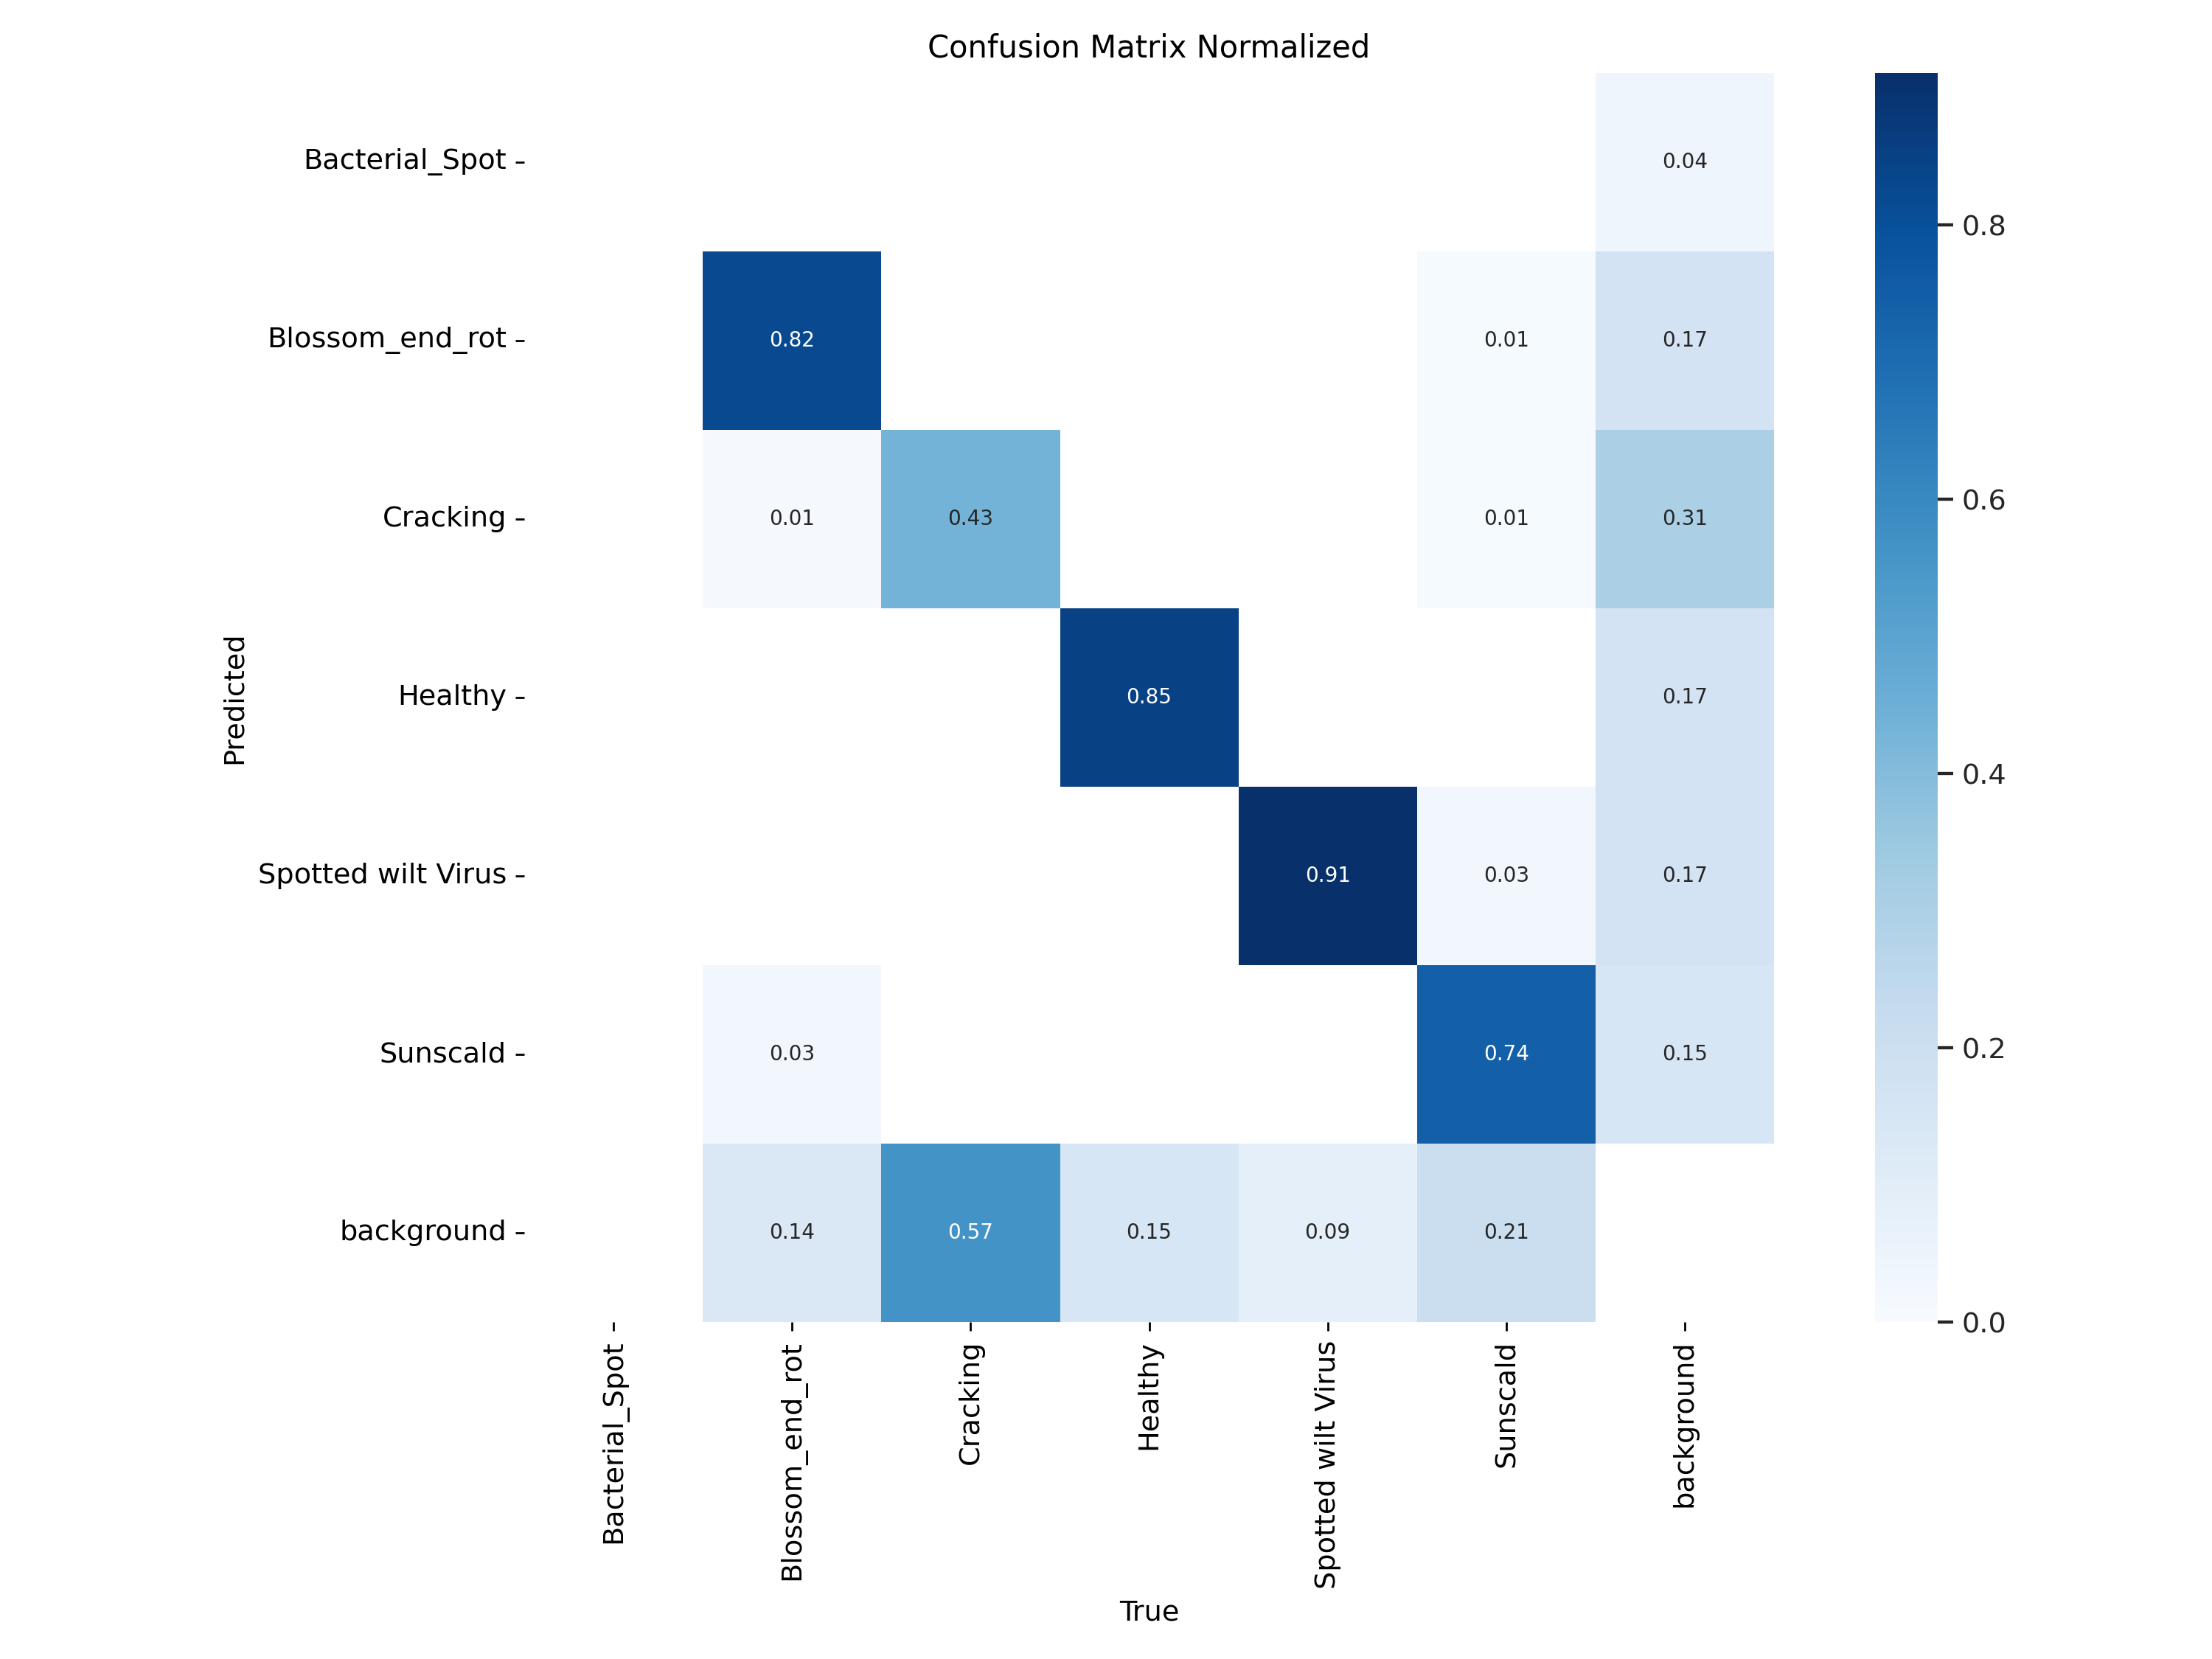 Confusion Matrix Normalized
Bacterial_Spot
0.04
Blossom_end_rot
0.82
0.01
0.17
Cracking
0.01
0.43
0.01
0.31
Healthy
0.85
0.17
Spotted wilt Virus
0.91
0.03
0.17
Sunscald
0.03
0.74
0.15
background
0.14
0.57
0.15
0.09
0.21
Predicted
Bacterial_Spot
Blossom_end_rot
Cracking
Healthy
Spotted wilt Virus
Sunscald
background
True
0.8
0.6
0.4
0.2
0.0